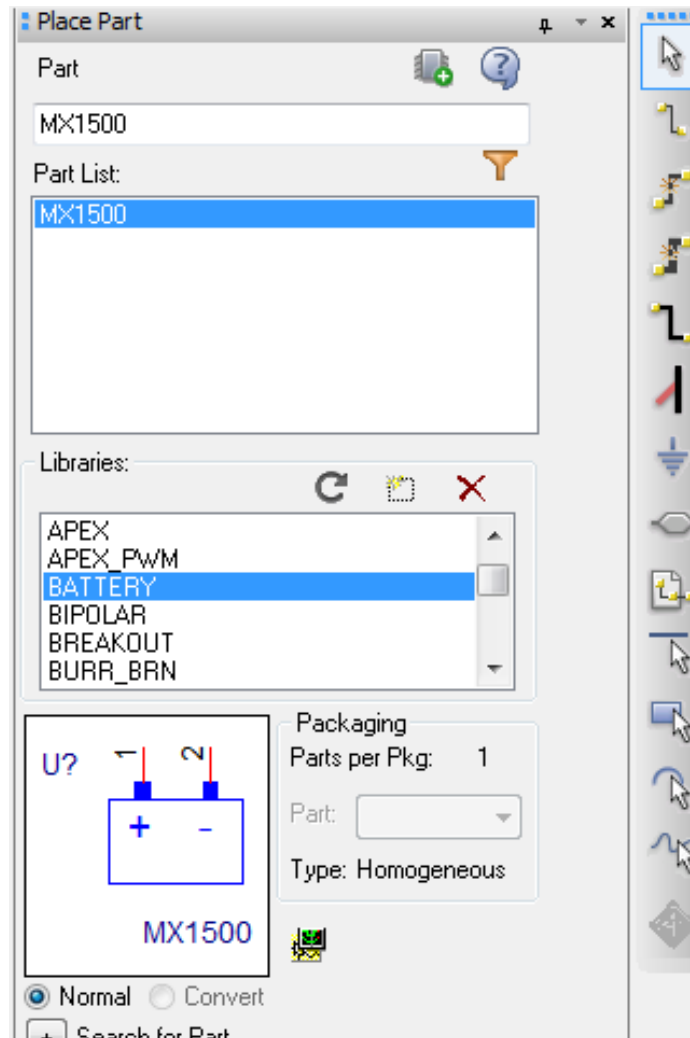 Place Part
Part
MX1500
Part List:
MX1500
Libraries:
APEX
APEX_PWM
BATTERY
BIPOLAR
BREAKOUT
BURR_BRN
U?
1
2
+ -
MX1500
Packaging
Parts per Pkg: 1
Part:
Type: Homogeneous
Normal Convert
+ Search for Part